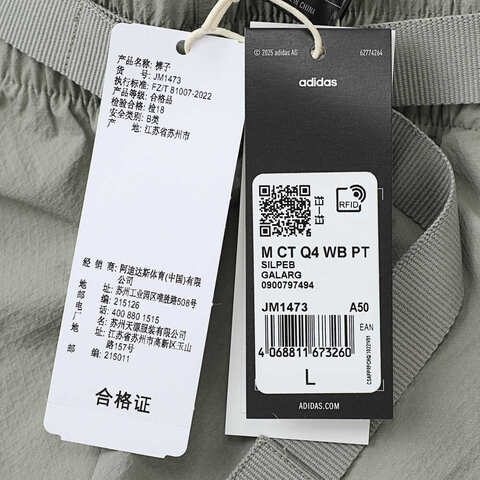 产品名称: 裤子
货 号: JM1473
执行标准: FZ/T 81007-2022
产品等级: 合格品
检验合格: 检18
安全类别: B类
产 地: 江苏省苏州市
经 销 商: 阿迪达斯体育(中国)有限
公司
地 址: 苏州工业园区唯胜路508号
邮 编: 215126
电 话: 400 880 1515
厂 名: 苏州天源服装有限公司
地 址: 江苏省苏州市高新区玉山
路157号
邮 编: 215011
合格证
CHINA
© 2025 adidas AG
62774264
adidas
RFID
M CT Q4 WB PT
SILPEB
GALARG
0900797494
JM1473
A50
EAN
4 068811 673260
L
ADIDAS.COM